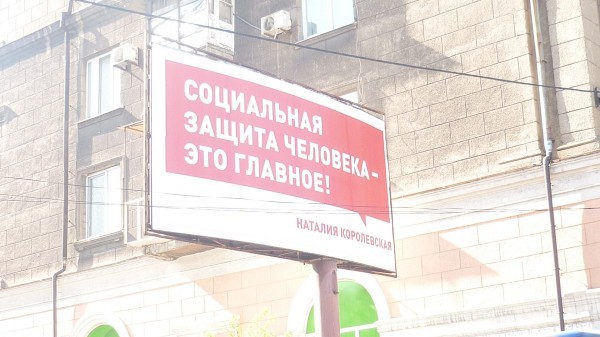 СОЦИАЛЬНАЯ
ЗАЩИТА ЧЕЛОВЕКА –
ЭТО ГЛАВНОЕ!
НАТАЛИЯ КОРОЛЕВСКАЯ